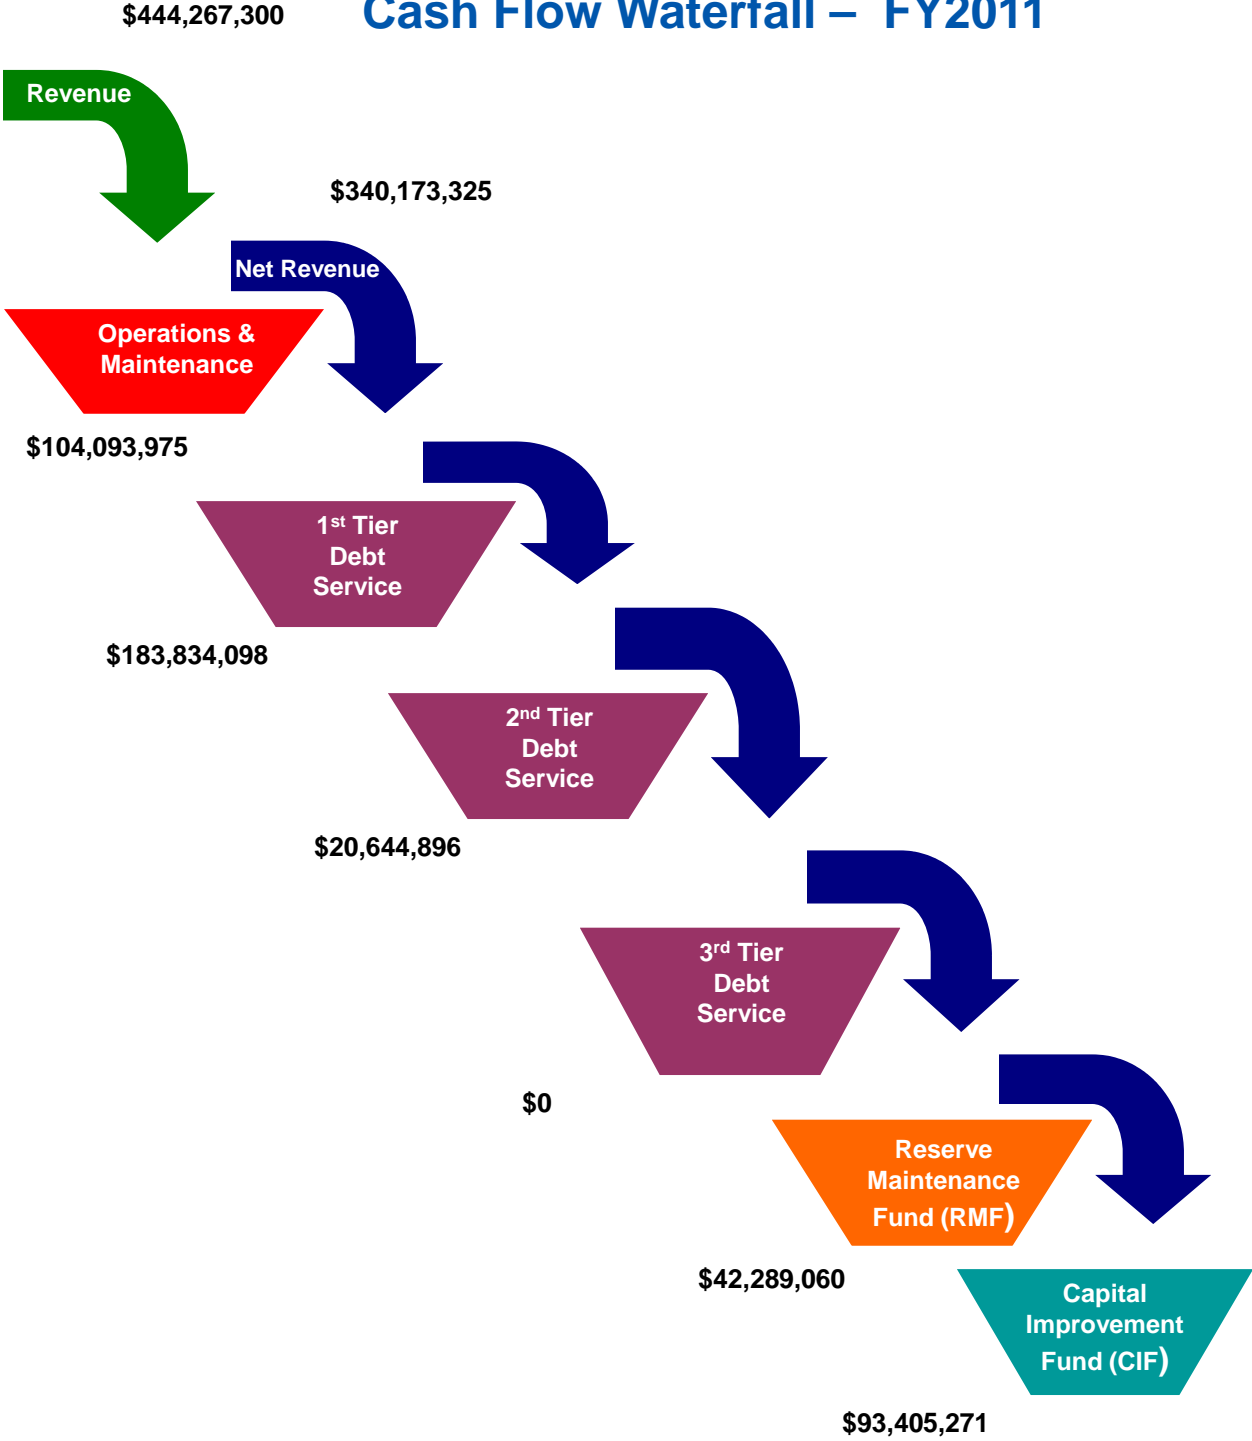 $444,267,300
Cash Flow Waterfall – FY2011
Revenue
$340,173,325
Net Revenue
Operations &
Maintenance
$104,093,975
1st Tier
Debt
Service
$183,834,098
2nd Tier
Debt
Service
$20,644,896
3rd Tier
Debt
Service
$0
Reserve
Maintenance
Fund (RMF)
$42,289,060
Capital
Improvement
Fund (CIF)
$93,405,271